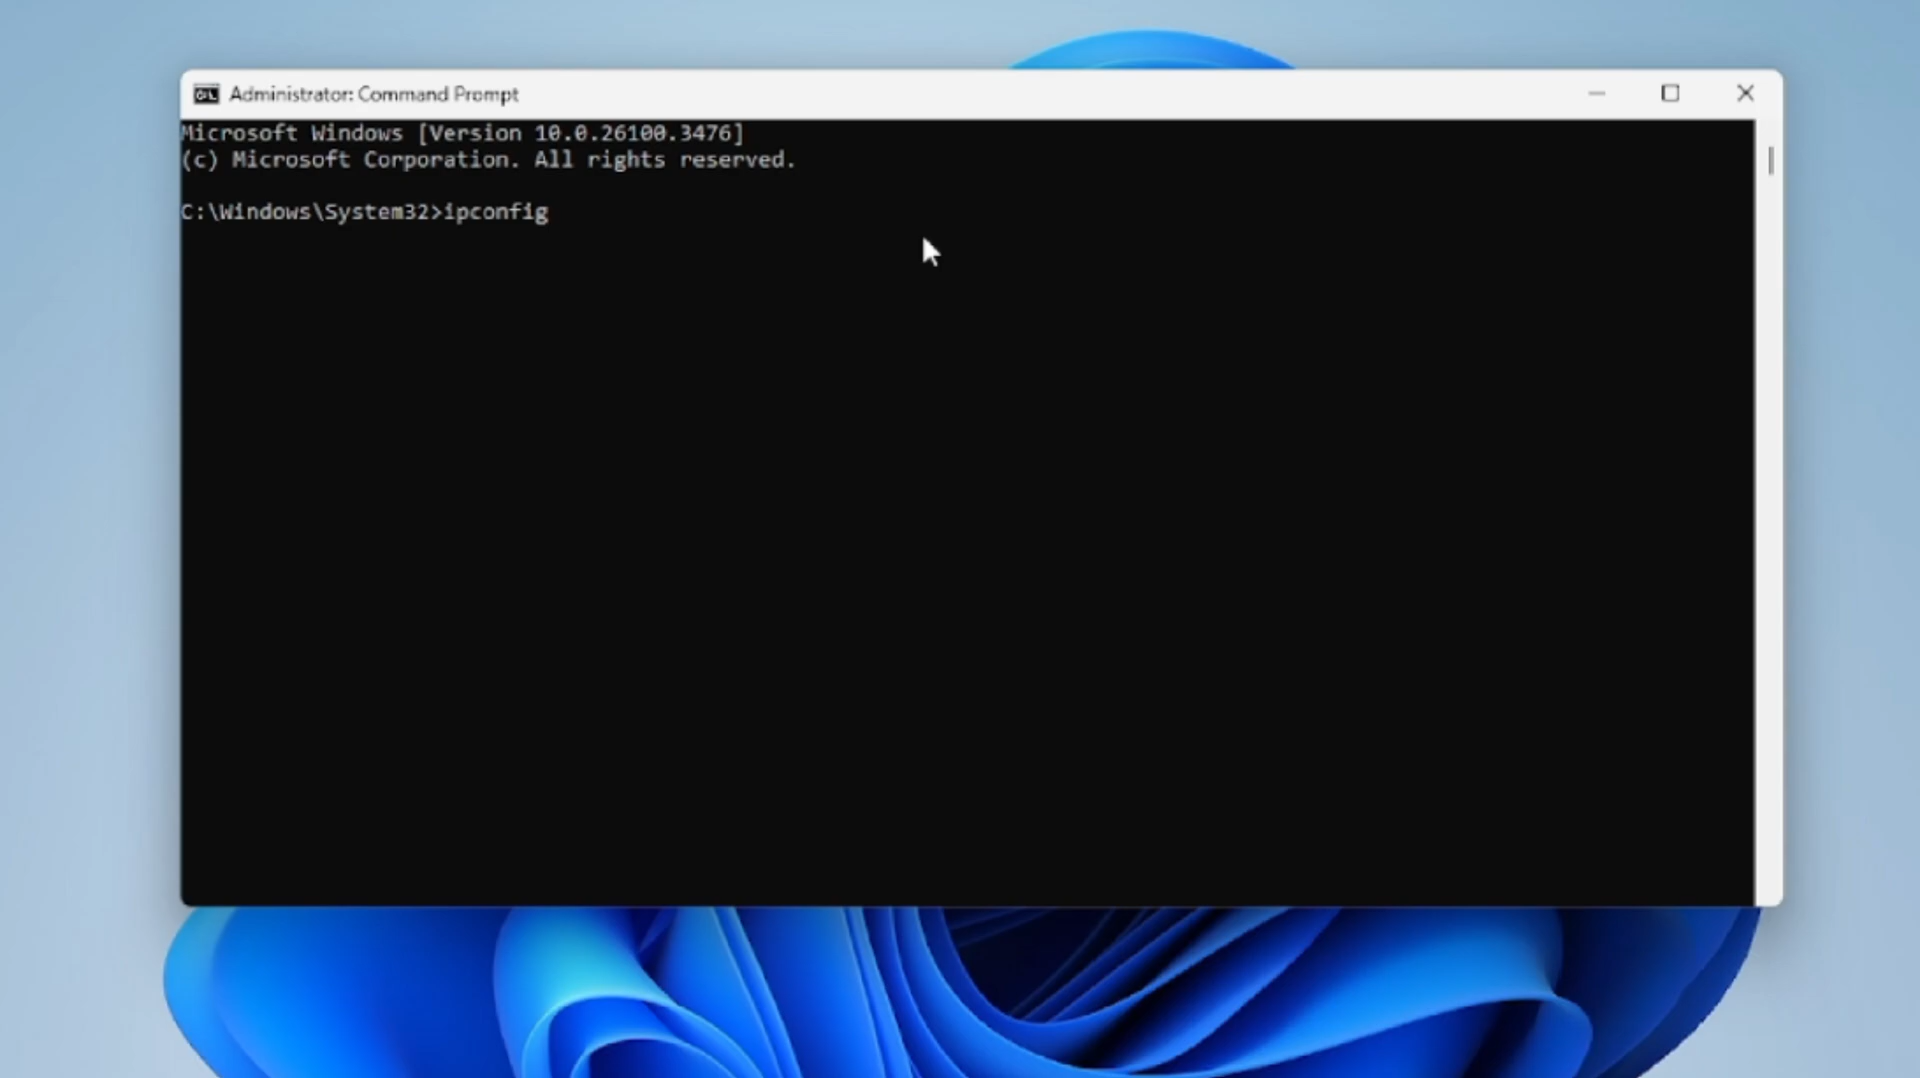 Administrator: Command Prompt
Microsoft Windows [Version 10.0.26100.3476]
(c) Microsoft Corporation. All rights reserved.
C:\Windows\System32>ipconfig